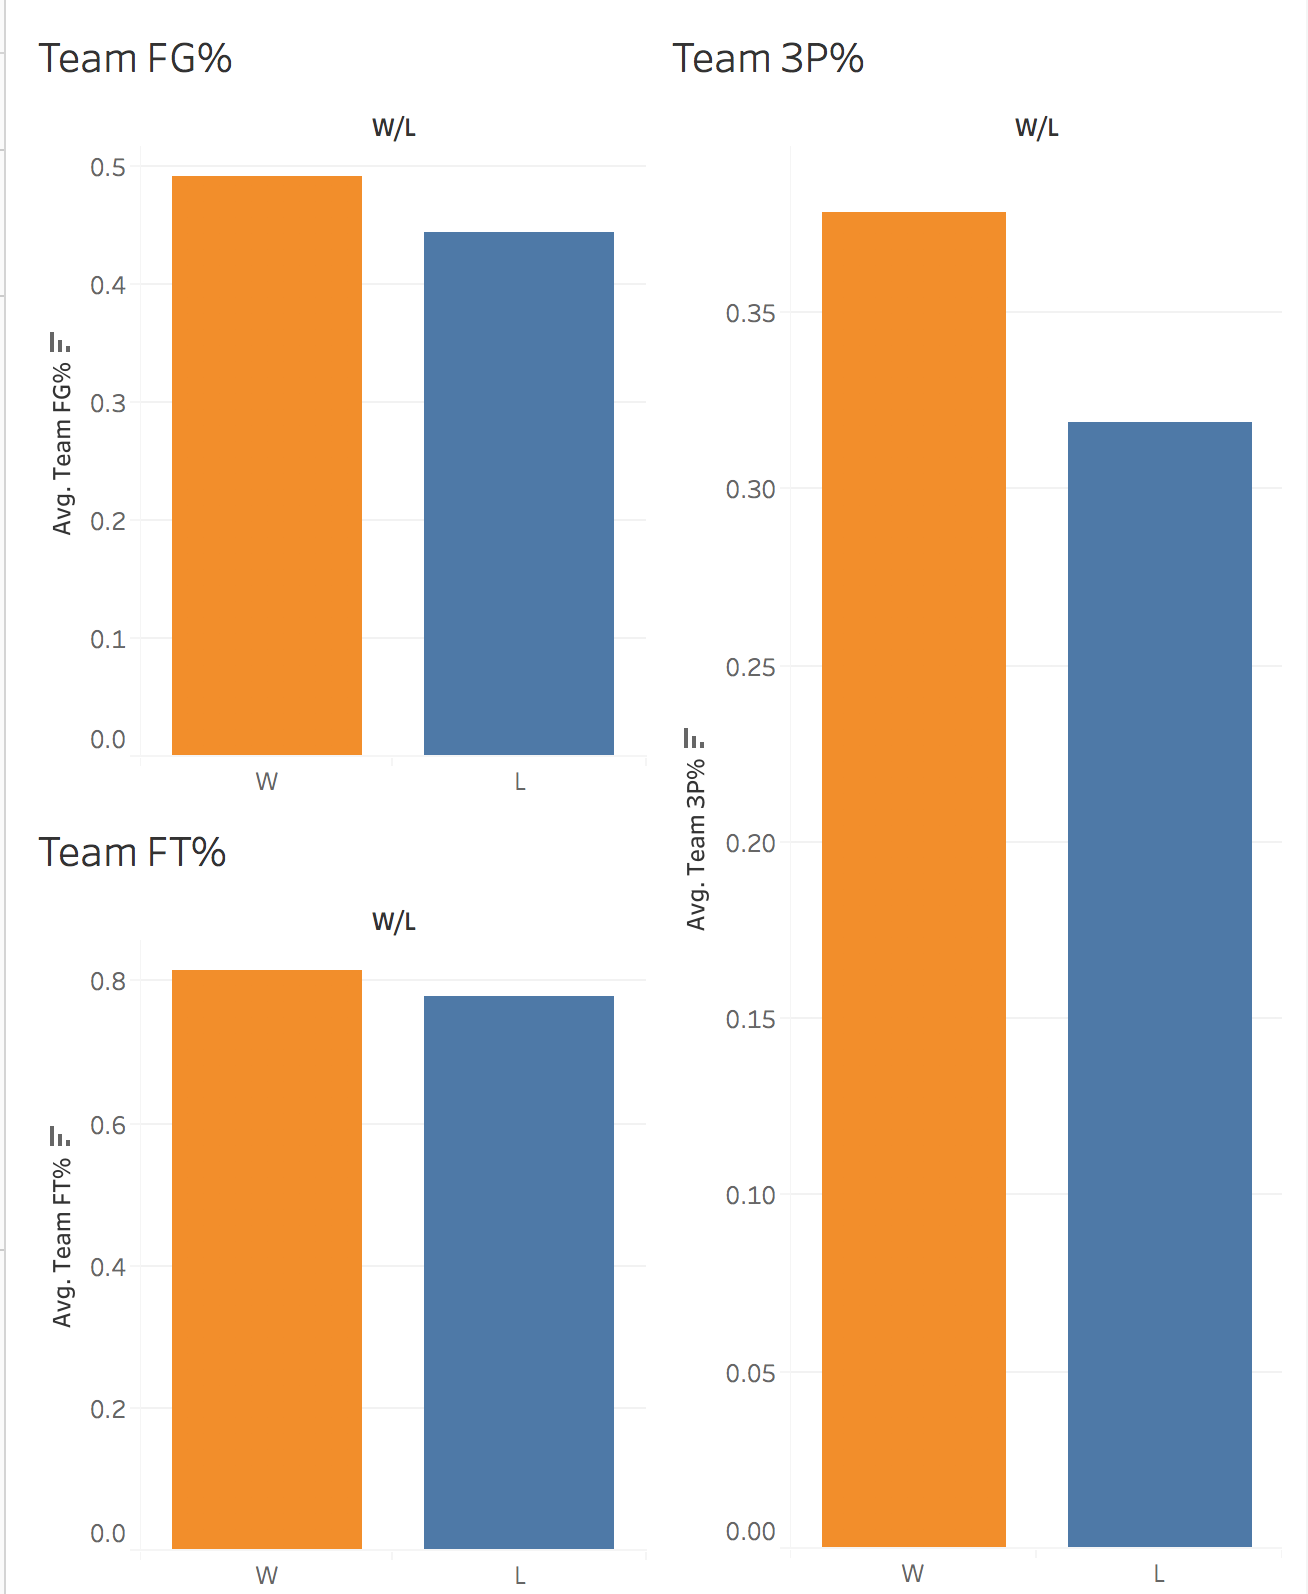 Team FG%
W/L
Avg. Team FG%
0.5
0.4
0.3
0.2
0.1
0.0
W L
Team FT%
W/L
Avg. Team FT%
0.8
0.6
0.4
0.2
0.0
W L
Team 3P%
W/L
Avg. Team 3P%
0.35
0.30
0.25
0.20
0.15
0.10
0.05
0.00
W L